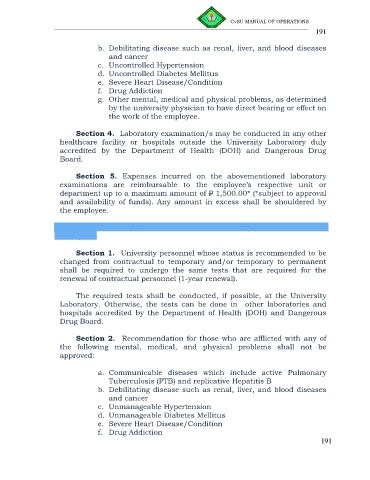 CvSU MANUAL OF OPERATIONS
191
b. Debilitating disease such as renal, liver, and blood diseases
and cancer
c. Uncontrolled Hypertension
d. Uncontrolled Diabetes Mellitus
e. Severe Heart Disease/Condition
f. Drug Addiction
g. Other mental, medical and physical problems, as determined
by the university physician to have direct bearing or effect on
the work of the employee.
Section 4. Laboratory examination/s may be conducted in any other
healthcare facility or hospitals outside the University Laboratory duly
accredited by the Department of Health (DOH) and Dangerous Drug
Board.
Section 5. Expenses incurred on the abovementioned laboratory
examinations are reimbursable to the employee's respective unit or
department up to a maximum amount of ₽ 1,500.00* (*subject to approval
and availability of funds). Any amount in excess shall be shouldered by
the employee.
Section 1. University personnel whose status is recommended to be
changed from contractual to temporary and/or temporary to permanent
shall be required to undergo the same tests that are required for the
renewal of contractual personnel (1-year renewal).
The required tests shall be conducted, if possible, at the University
Laboratory. Otherwise, the tests can be done in other laboratories and
hospitals accredited by the Department of Health (DOH) and Dangerous
Drug Board.
Section 2. Recommendation for those who are afflicted with any of
the following mental, medical, and physical problems shall not be
approved:
a. Communicable diseases which include active Pulmonary
Tuberculosis (PTB) and replicative Hepatitis B
b. Debilitating disease such as renal, liver, and blood diseases
and cancer
c. Unmanageable Hypertension
d. Unmanageable Diabetes Mellitus
e. Severe Heart Disease/Condition
f. Drug Addiction
191